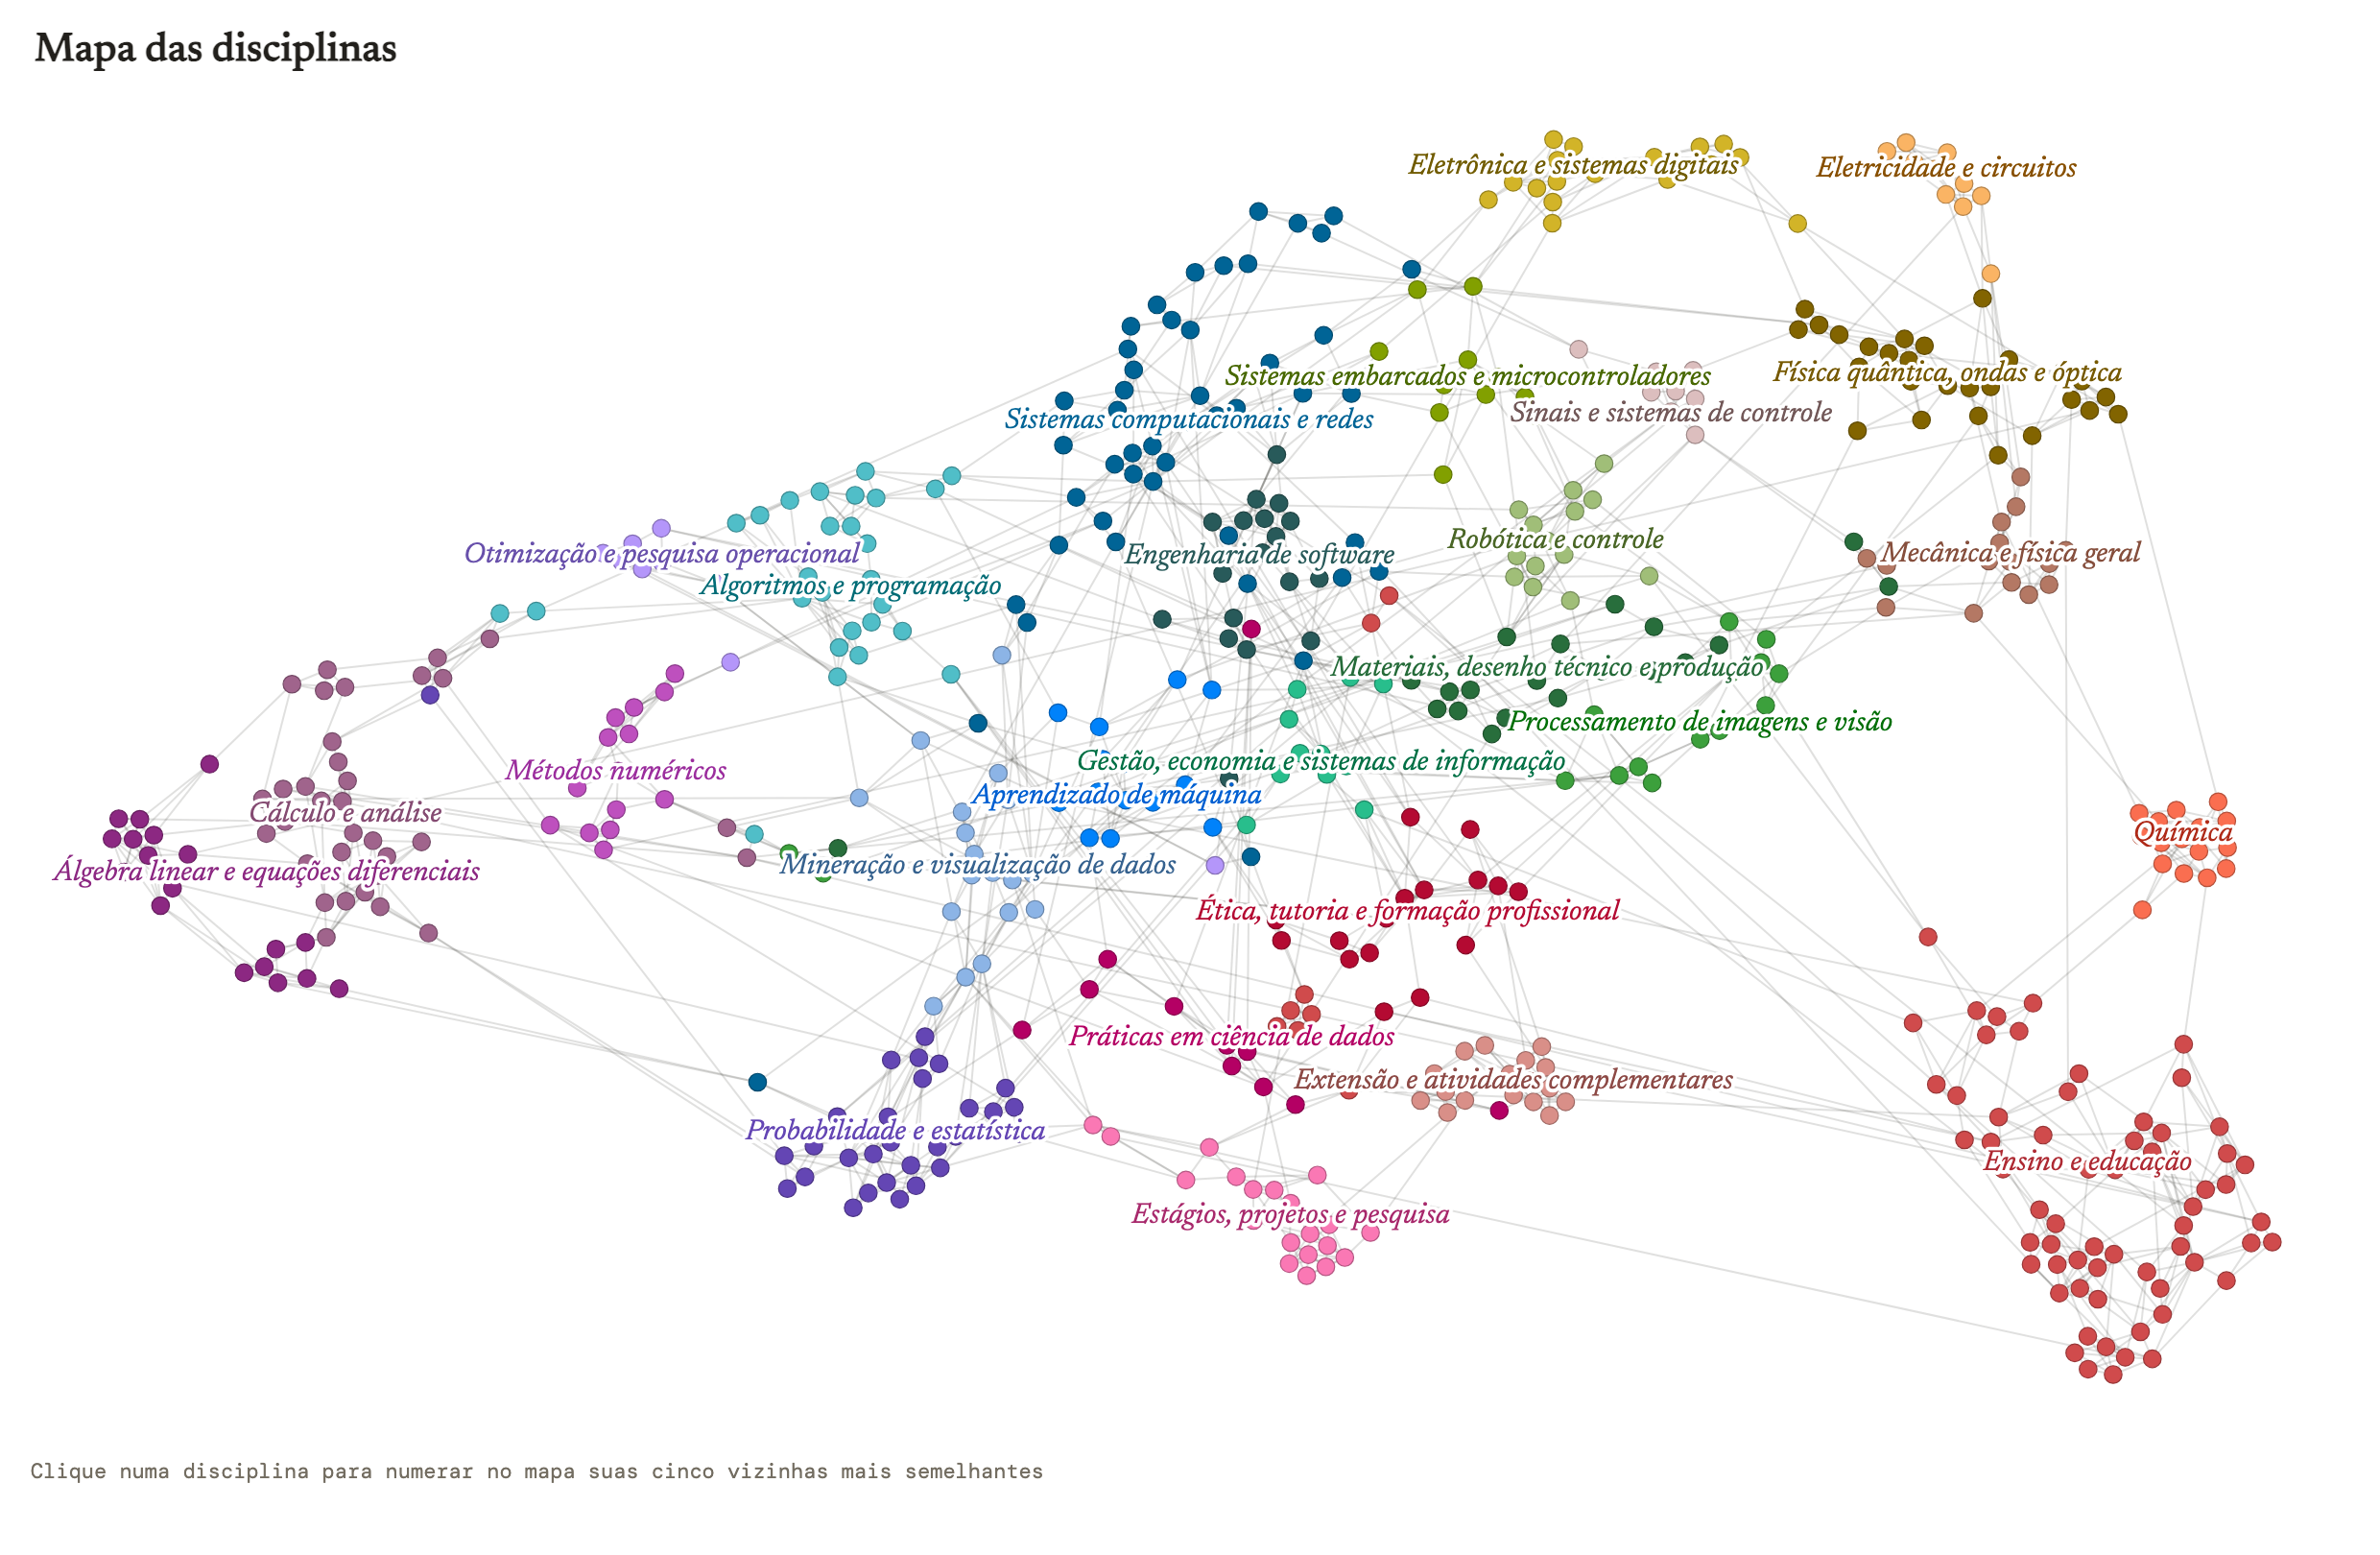 Mapa das disciplinas
Eletrônica e sistemas digitais
Eletricidade e circuitos
Sistemas embarcados e microcontroladores
Física quântica, ondas e óptica
Sistemas computacionais e redes
Sinais e sistemas de controle
Otimização e pesquisa operacional
Engenharia de software
Robótica e controle
Mecânica e física geral
Algoritmos e programação
Materiais, desenho técnico e produção
Processamento de imagens e visão
Métodos numéricos
Gestão, economia e sistemas de informação
Aprendizado de máquina
Cálculo e análise
Química
Álgebra linear e equações diferenciais
Mineração e visualização de dados
Ética, tutoria e formação profissional
Práticas em ciência de dados
Extensão e atividades complementares
Probabilidade e estatística
Ensino e educação
Estágios, projetos e pesquisa
Clique numa disciplina para numerar no mapa suas cinco vizinhas mais semelhantes